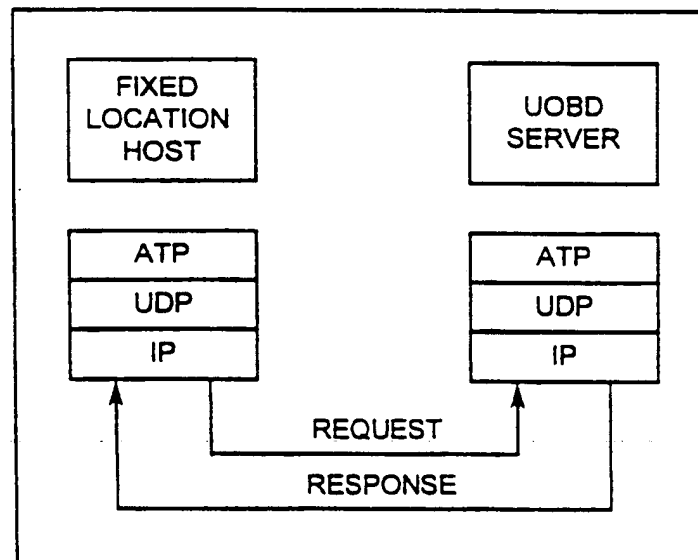 FIXED
LOCATION
HOST
UOBD
SERVER
ATP
UDP
IP
ATP
UDP
IP
REQUEST
RESPONSE